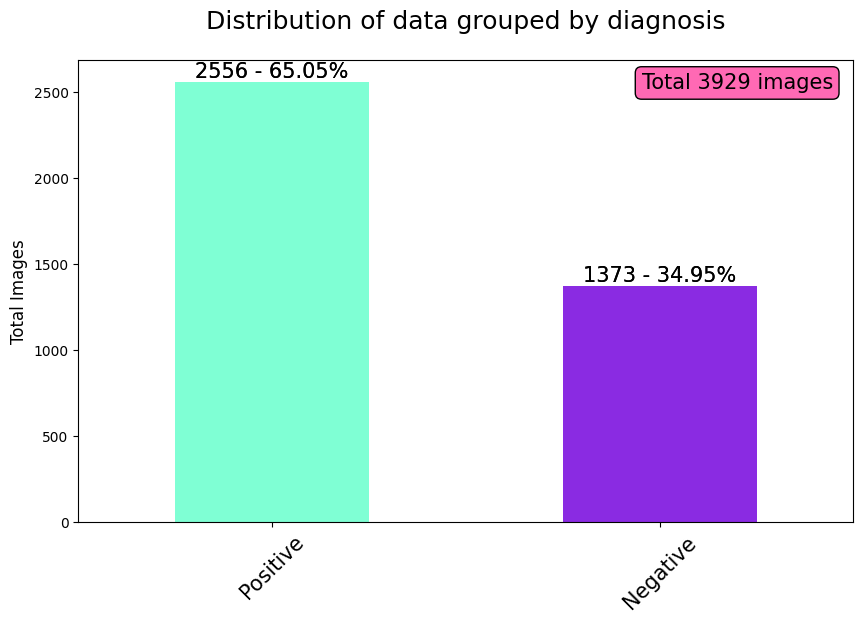 Distribution of data grouped by diagnosis
2556 - 65.05%
Total 3929 images
1373 - 34.95%
Total Images
2500
2000
1500
1000
500
0
Positive
Negative